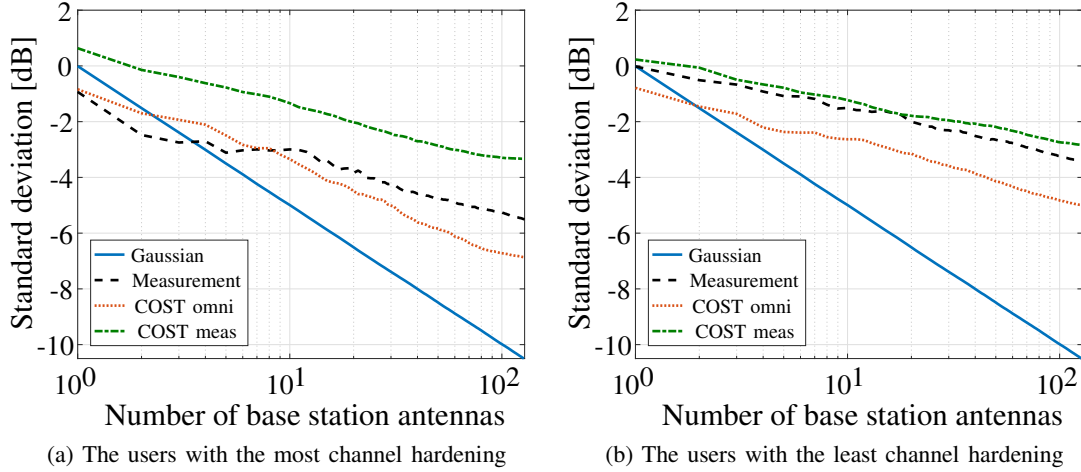 2
0
-2
-4
-6
-8
-10
Standard deviation [dB]
Gaussian
Measurement
COST omni
COST meas
10^0
10^1
10^2
Number of base station antennas
(a) The users with the most channel hardening
2
0
-2
-4
-6
-8
-10
Standard deviation [dB]
Gaussian
Measurement
COST omni
COST meas
10^0
10^1
10^2
Number of base station antennas
(b) The users with the least channel hardening